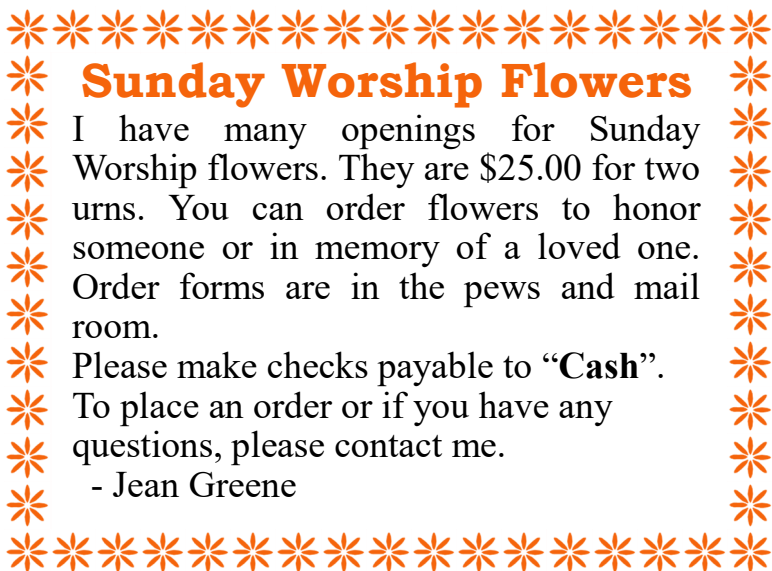 Sunday Worship Flowers
I have many openings for Sunday
Worship flowers. They are $25.00 for two
urns. You can order flowers to honor
someone or in memory of a loved one.
Order forms are in the pews and mail
room.
Please make checks payable to “Cash”.
To place an order or if you have any
questions, please contact me.
- Jean Greene